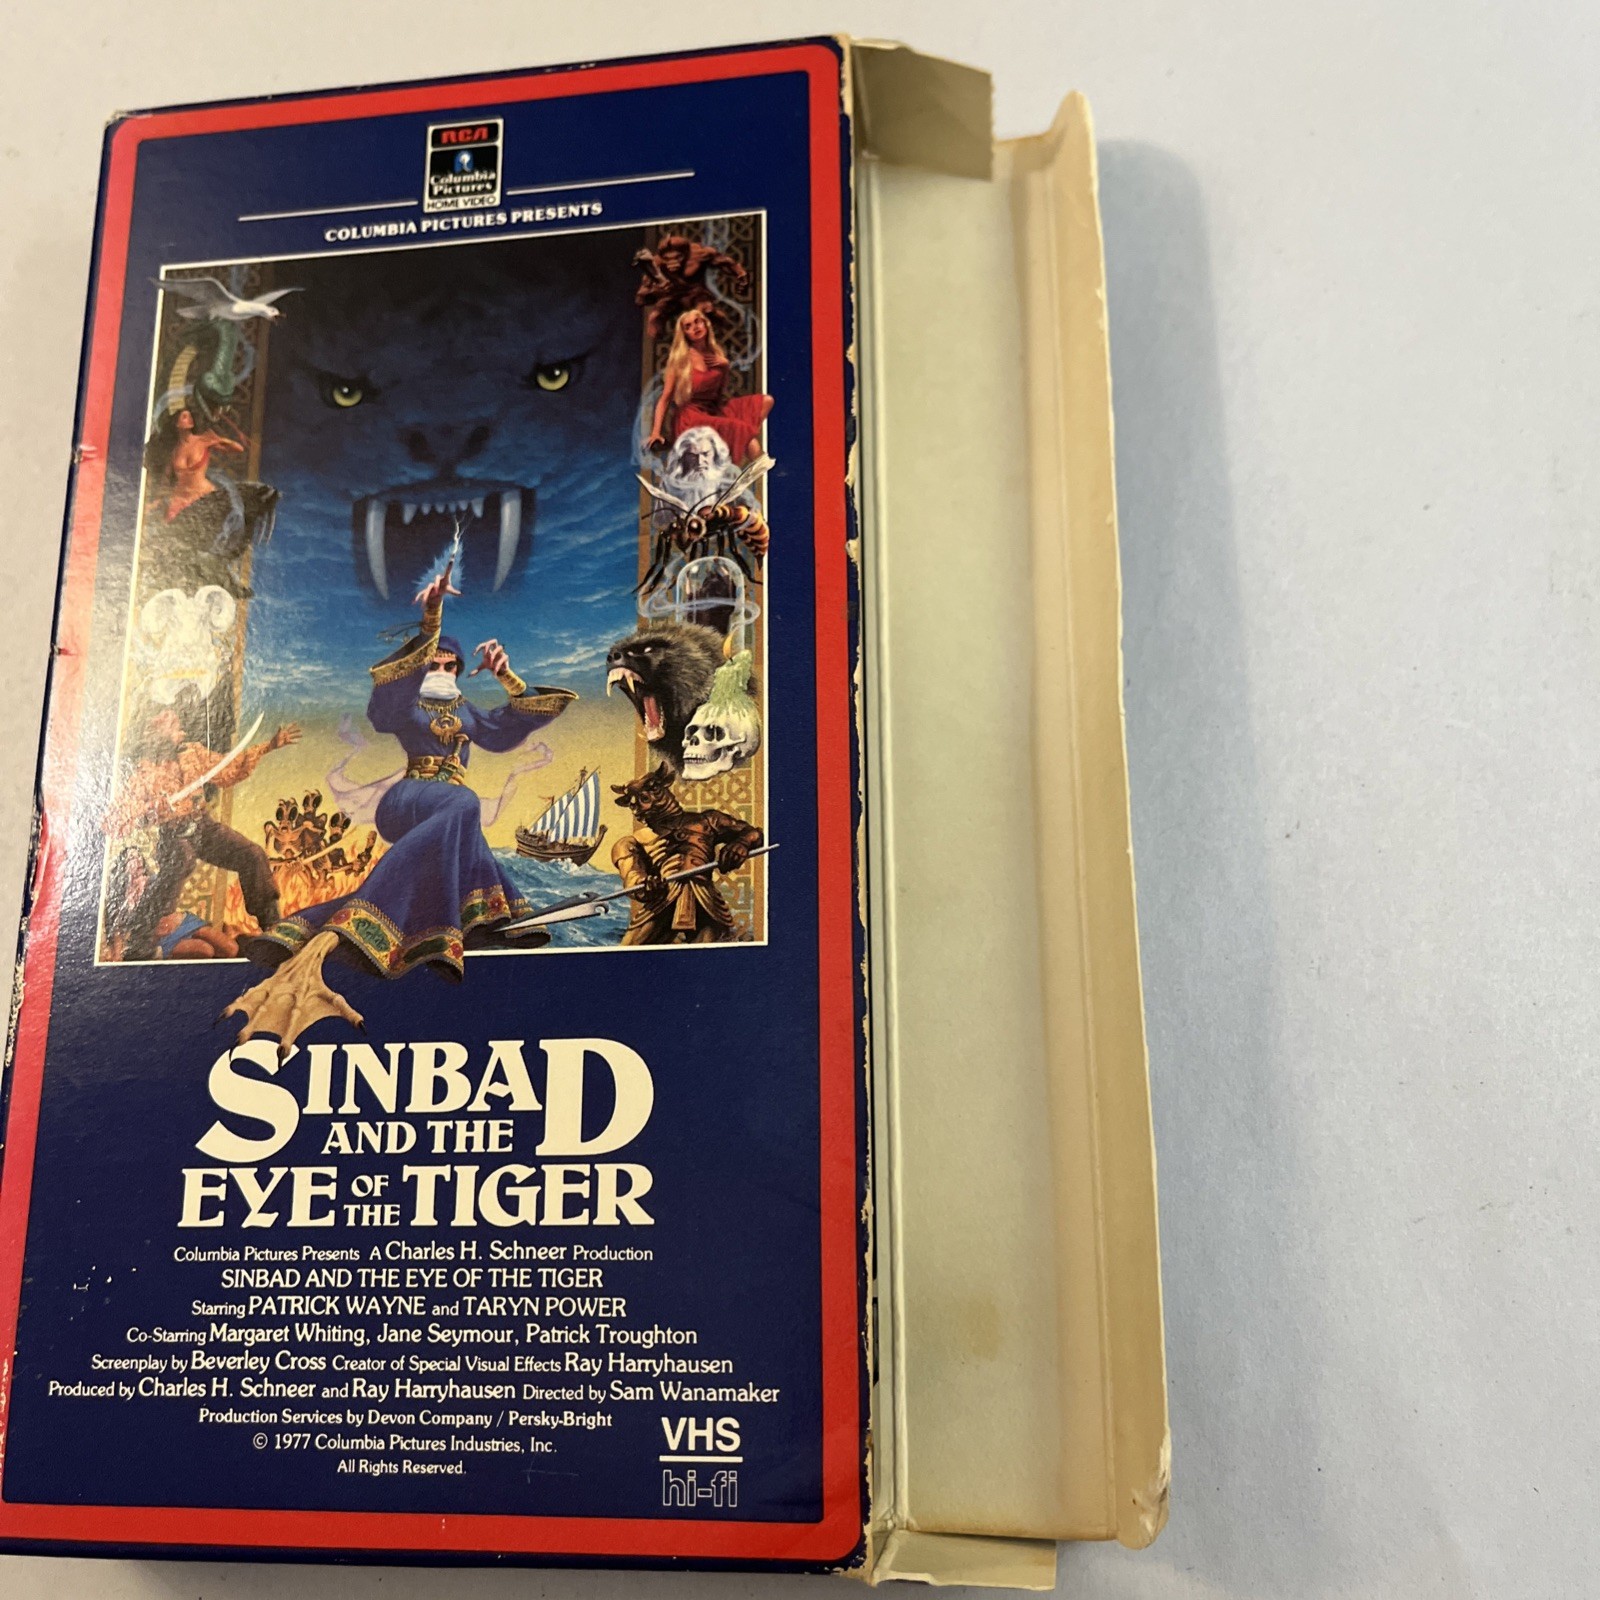 RCA
Columbia
Pictures
HOME VIDEO
COLUMBIA PICTURES PRESENTS
SINBAD
AND THE
EYE OF THE TIGER
Columbia Pictures Presents A Charles H. Schneer Production
SINBAD AND THE EYE OF THE TIGER
Starring PATRICK WAYNE and TARYN POWER
Co-Starring Margaret Whiting, Jane Seymour, Patrick Troughton
Screenplay by Beverley Cross Creator of Special Visual Effects Ray Harryhausen
Produced by Charles H. Schneer and Ray Harryhausen Directed by Sam Wanamaker
Production Services by Devon Company / Persky-Bright
© 1977 Columbia Pictures Industries, Inc.
All Rights Reserved.
VHS
hi-fi